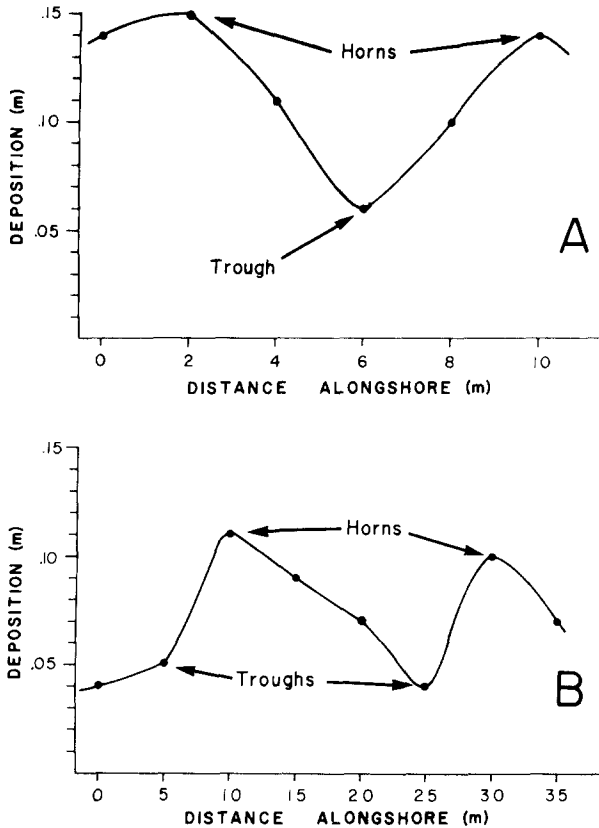 .15
.10
.05
DEPOSITION (m)
Horns
Trough
A
0 2 4 6 8 10
DISTANCE ALONGSHORE (m)
.15
.10
.05
DEPOSITION (m)
Horns
Troughs
B
0 5 10 15 20 25 30 35
DISTANCE ALONGSHORE (m)